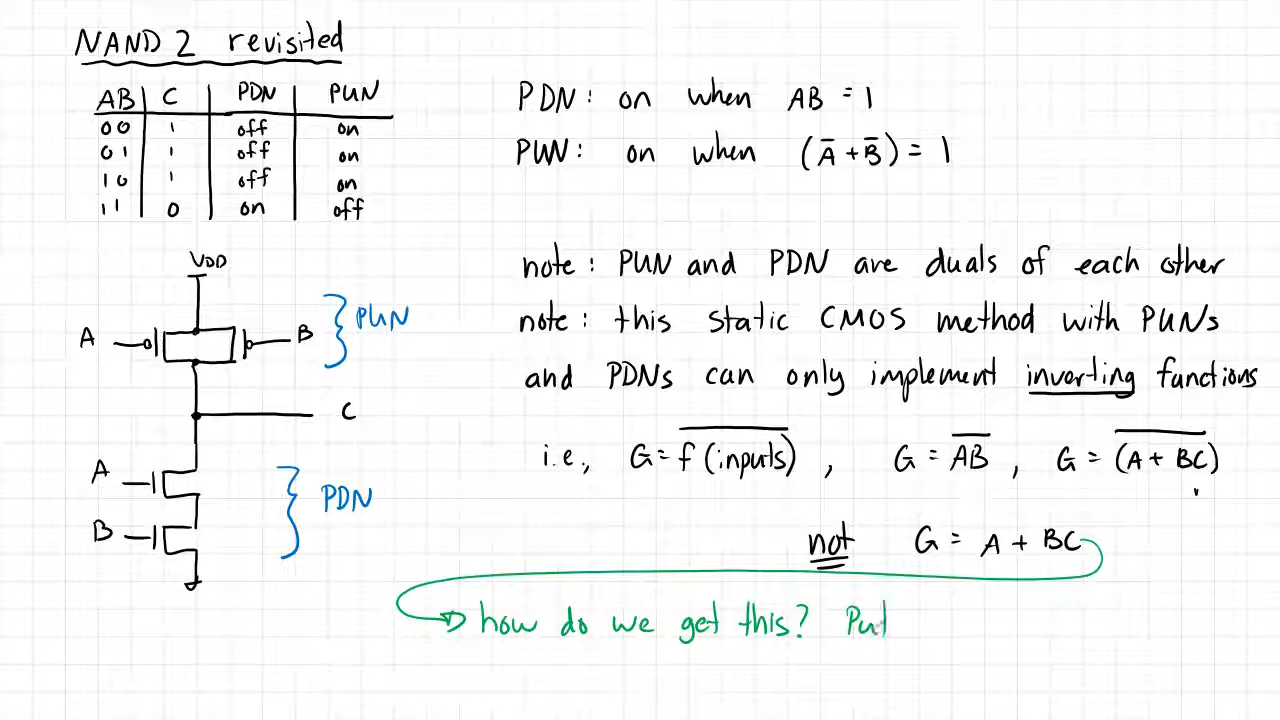 NAND 2 revisited
AB C PDN PUN
00 1 off on
01 1 off on
10 1 off on
11 0 on off
PDN: on when AB = 1
PUN: on when (A̅ + B̅) = 1
VDD
A B PUN
C
A
B PDN
note: PUN and PDN are duals of each other
note: this static CMOS method with PUNs
and PDNs can only implement inverting functions
i.e., G = f̅(̅i̅n̅p̅u̅t̅s̅)̅ , G = A̅B̅ , G = (̅A̅ ̅+̅ ̅B̅C̅)̅
not G = A + BC
how do we get this? Put